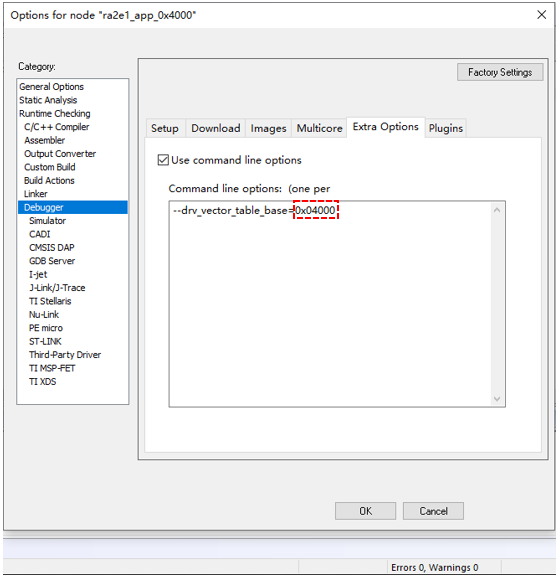 Options for node "ra2e1_app_0x4000"
Category:
General Options
Static Analysis
Runtime Checking
C/C++ Compiler
Assembler
Output Converter
Custom Build
Build Actions
Linker
Debugger
Simulator
CADI
CMSIS DAP
GDB Server
I-jet
J-Link/J-Trace
TI Stellaris
Nu-Link
PE micro
ST-LINK
Third-Party Driver
TI MSP-FET
TI XDS
Factory Settings
Setup Download Images Multicore Extra Options Plugins
Use command line options
Command line options: (one per
--drv_vector_table_base=0x04000
OK Cancel
Errors 0, Warnings 0